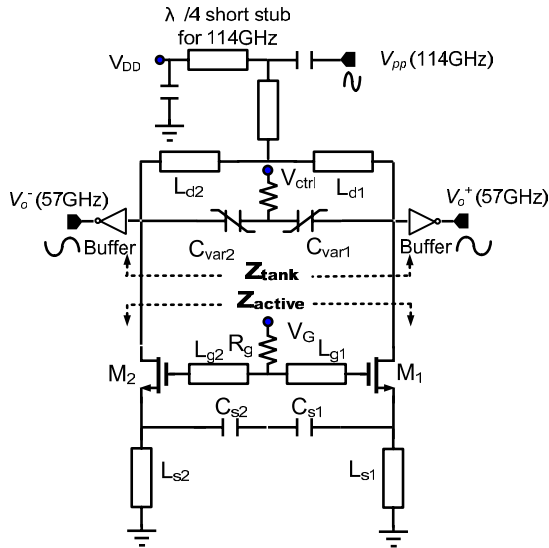 λ /4 short stub
for 114GHz
V_DD
V_pp (114GHz)
L_d2
V_ctrl
L_d1
V_o^- (57GHz)
V_o^+ (57GHz)
Buffer
C_var2
C_var1
Buffer
Z_tank
Z_active
V_G
L_g2
R_g
L_g1
M_2
M_1
C_s2
C_s1
L_s2
L_s1